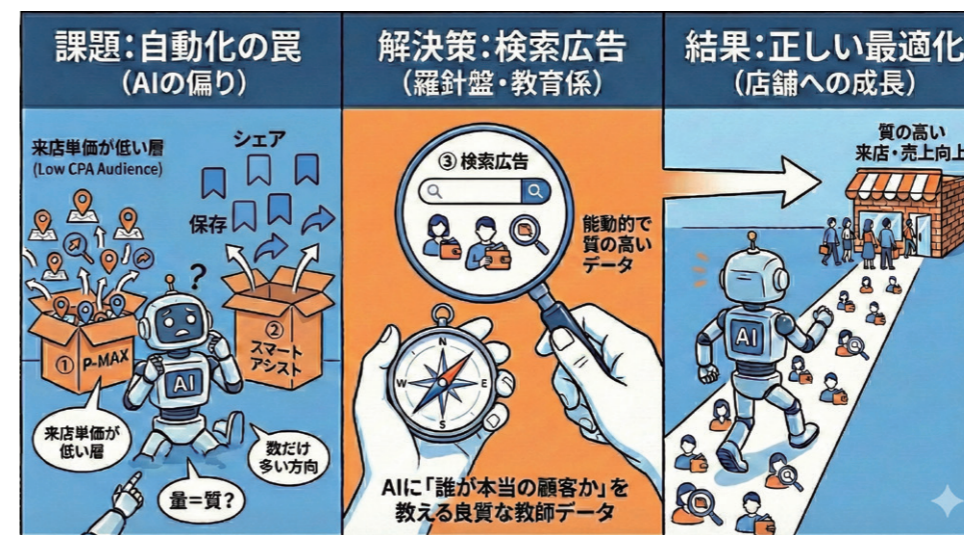 課題：自動化の罠
(AIの偏り)
来店単価が低い層
(Low CPA Audience)
シェア
保存
?
① P-MAX
②
スマート
アシスト
AI
来店単価が
低い層
量=質?
数だけ
多い方向
解決策：検索広告
(羅針盤・教育係)
③ 検索広告
能動的で
質の高い
データ
N
W
E
S
AIに「誰が本当の顧客か」を
教える良質な教師データ
結果：正しい最適化
(店舗への成長)
質の高い
来店・売上向上
AI